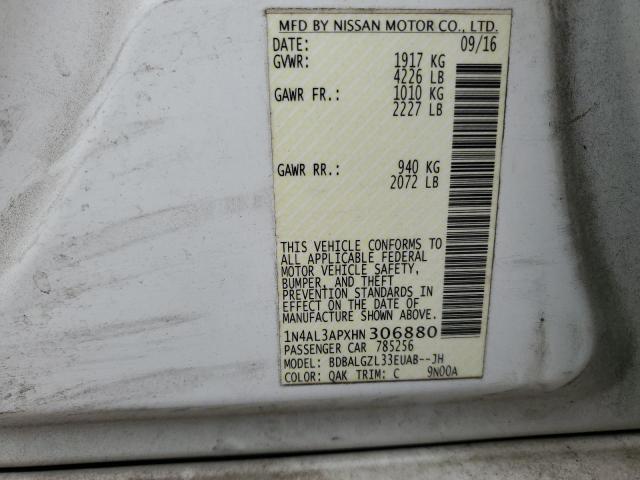 MFD BY NISSAN MOTOR CO., LTD.
DATE: 09/16
GVWR: 1917 KG
4226 LB
GAWR FR.: 1010 KG
2227 LB
GAWR RR.: 940 KG
2072 LB
THIS VEHICLE CONFORMS TO
ALL APPLICABLE FEDERAL
MOTOR VEHICLE SAFETY,
BUMPER, AND THEFT
PREVENTION STANDARDS IN
EFFECT ON THE DATE OF
MANUFACTURE SHOWN ABOVE.
1N4AL3APXHN306880
PASSENGER CAR 785256
MODEL: BDBALGZL33EUAB--JH
COLOR: QAK TRIM: C 9N00A